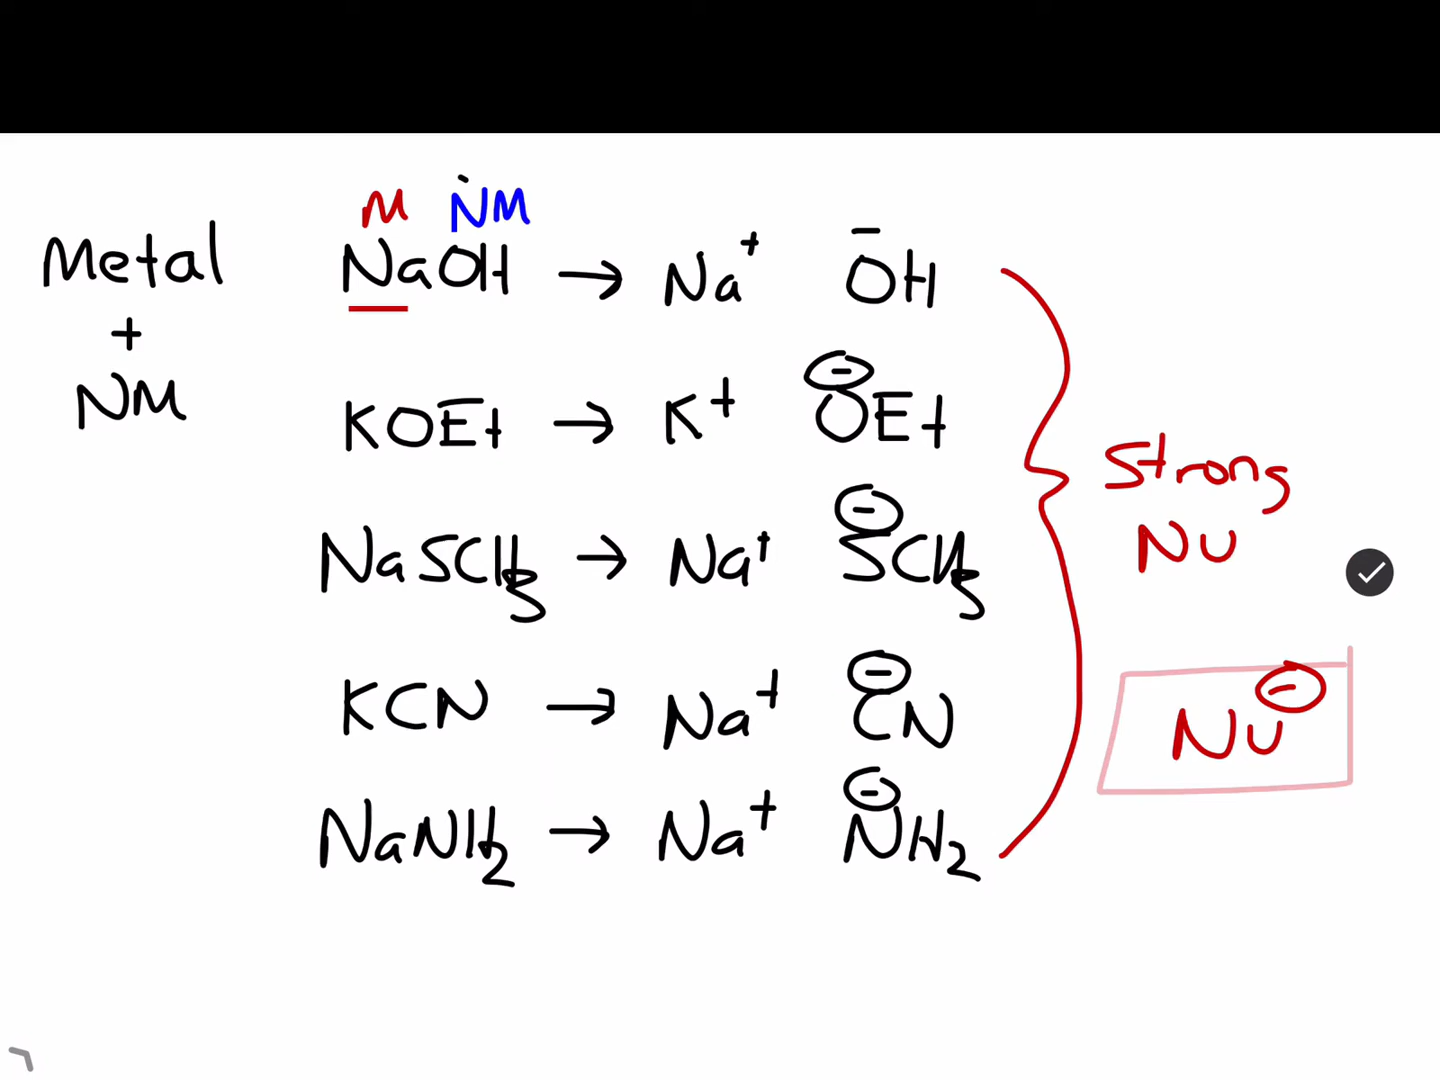 M NM
Metal
+
NM
NaOH → Na⁺ ⁻OH
KOEt → K⁺ ⊖OEt
NaSCH₃ → Na⁺ ⊖SCH₃
KCN → Na⁺ ⊖CN
NaNH₂ → Na⁺ ⊖NH₂
Strong
Nu
Nu⊖